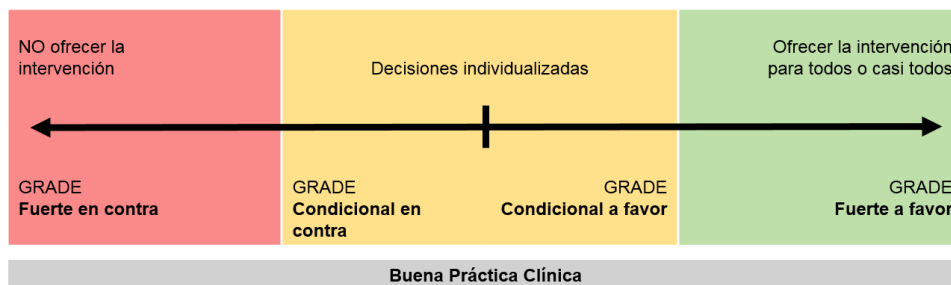 NO ofrecer la
intervención
Decisiones individualizadas
Ofrecer la intervención
para todos o casi todos
GRADE
Fuerte en contra
GRADE
Condicional en
contra
GRADE
Condicional a favor
GRADE
Fuerte a favor
Buena Práctica Clínica